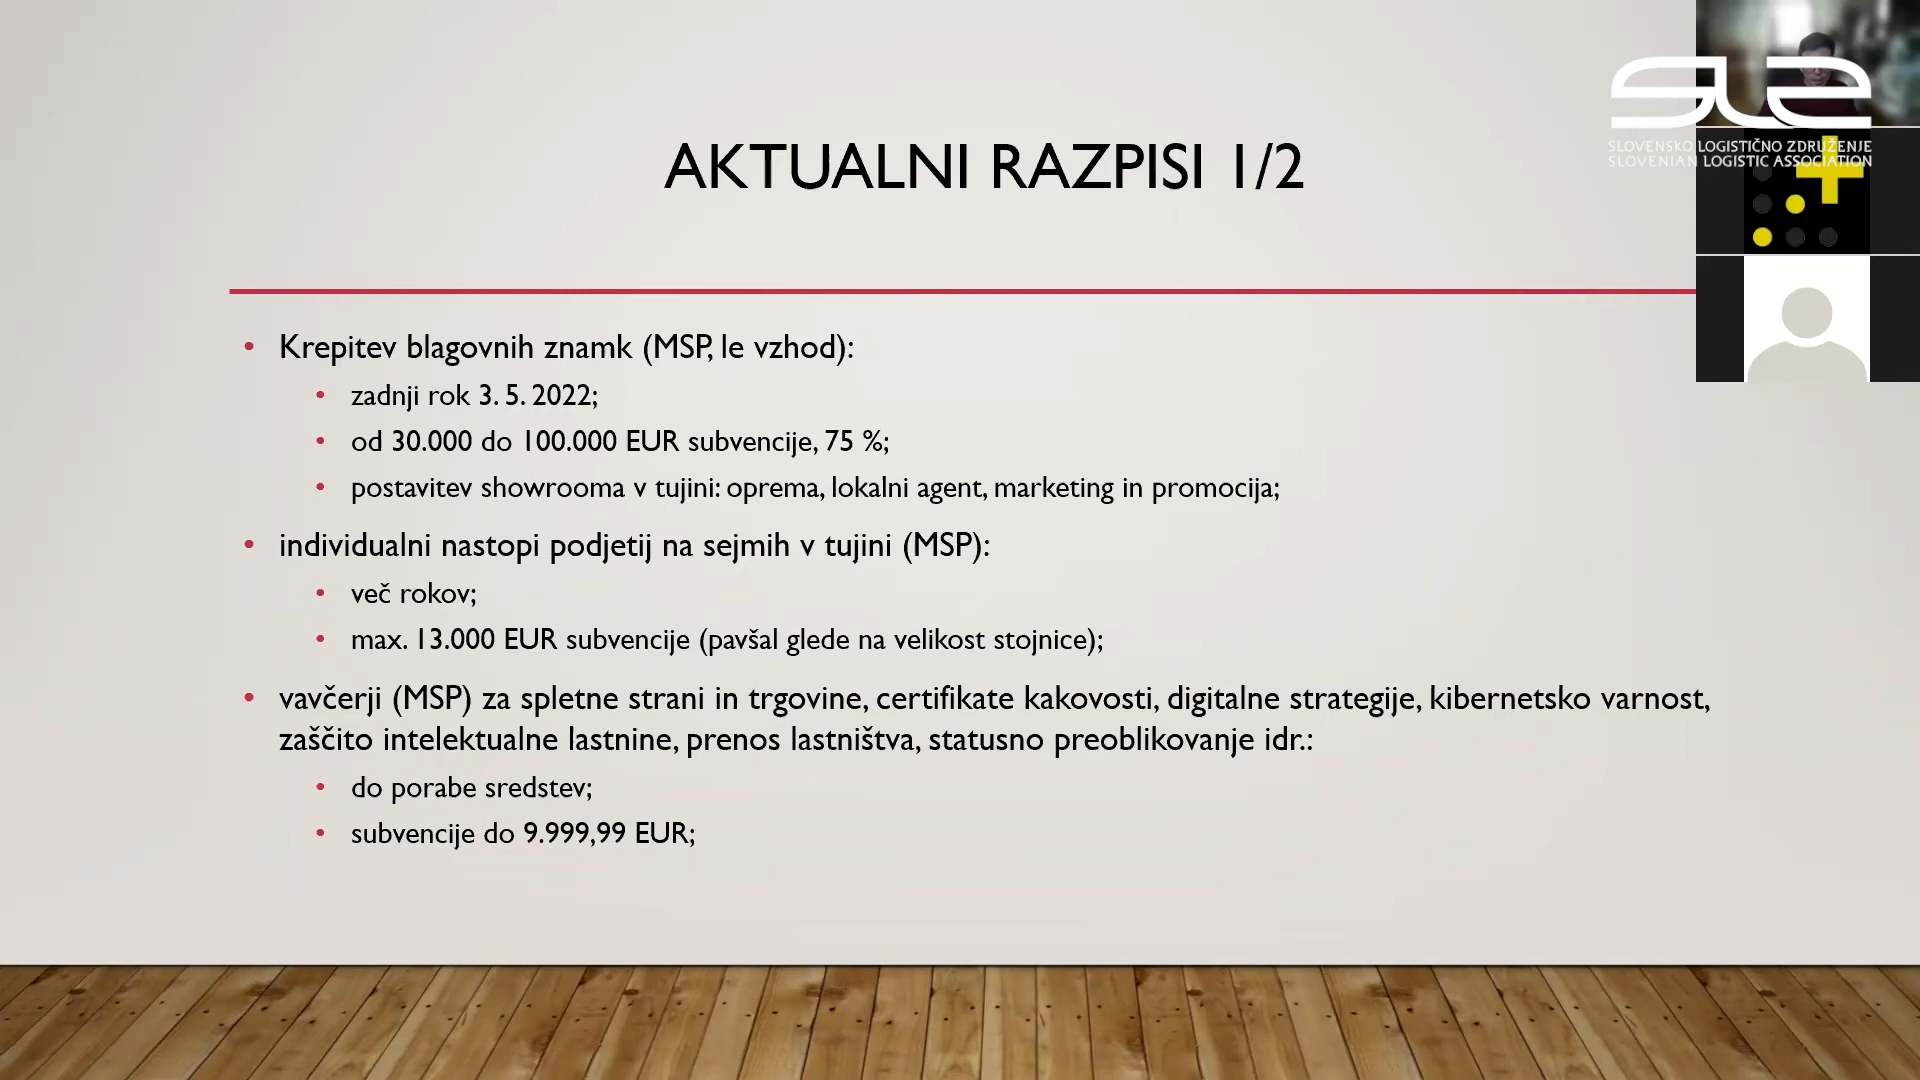 SLZ
SLOVENSKO LOGISTIČNO ZDRUŽENJE
SLOVENIAN LOGISTIC ASSOCIATION
AKTUALNI RAZPISI 1/2
• Krepitev blagovnih znamk (MSP, le vzhod):
• zadnji rok 3. 5. 2022;
• od 30.000 do 100.000 EUR subvencije, 75 %;
• postavitev showrooma v tujini: oprema, lokalni agent, marketing in promocija;
• individualni nastopi podjetij na sejmih v tujini (MSP):
• več rokov;
• max. 13.000 EUR subvencije (pavšal glede na velikost stojnice);
• vavčerji (MSP) za spletne strani in trgovine, certifikate kakovosti, digitalne strategije, kibernetsko varnost,
zaščito intelektualne lastnine, prenos lastništva, statusno preoblikovanje idr.:
• do porabe sredstev;
• subvencije do 9.999,99 EUR;